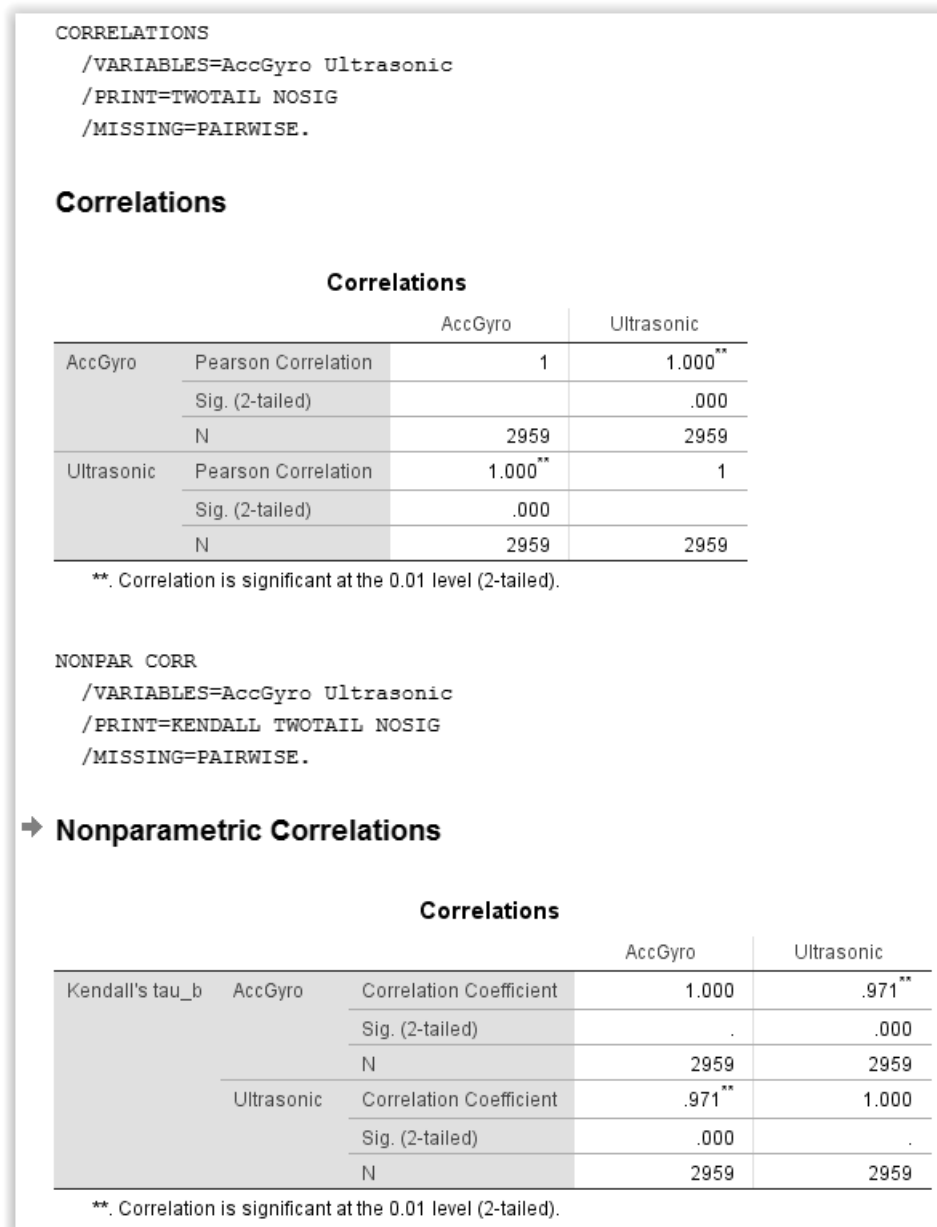 CORRELATIONS
/VARIABLES=AccGyro Ultrasonic
/PRINT=TWOTAIL NOSIG
/MISSING=PAIRWISE.
Correlations
Correlations
AccGyro Ultrasonic
AccGyro Pearson Correlation 1 1.000**
Sig. (2-tailed) .000
N 2959 2959
Ultrasonic Pearson Correlation 1.000** 1
Sig. (2-tailed) .000
N 2959 2959
**. Correlation is significant at the 0.01 level (2-tailed).
NONPAR CORR
/VARIABLES=AccGyro Ultrasonic
/PRINT=KENDALL TWOTAIL NOSIG
/MISSING=PAIRWISE.
Nonparametric Correlations
Correlations
AccGyro Ultrasonic
Kendall's tau_b AccGyro Correlation Coefficient 1.000 .971**
Sig. (2-tailed) . .000
N 2959 2959
Ultrasonic Correlation Coefficient .971** 1.000
Sig. (2-tailed) .000 .
N 2959 2959
**. Correlation is significant at the 0.01 level (2-tailed).